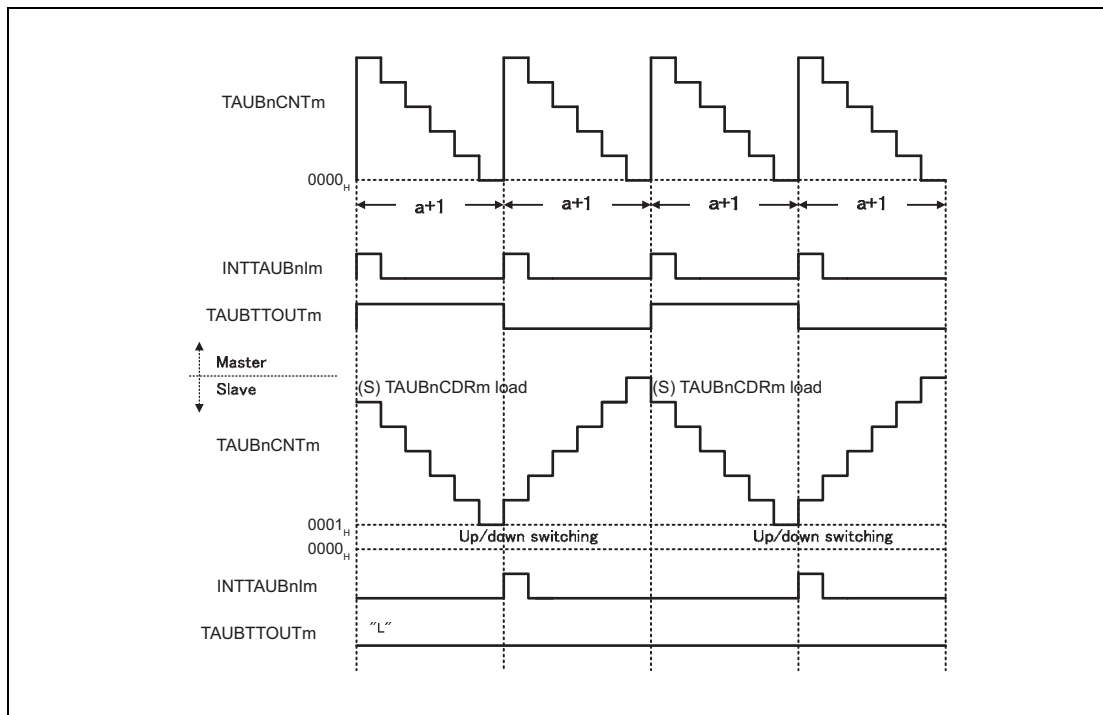 TAUBnCNTm
0000H
a+1 a+1 a+1 a+1
INTTAUBnIm
TAUBTTOUTm
Master
Slave
(S) TAUBnCDRm load (S) TAUBnCDRm load
TAUBnCNTm
0001H
Up/down switching Up/down switching
0000H
INTTAUBnIm
TAUBTTOUTm "L"